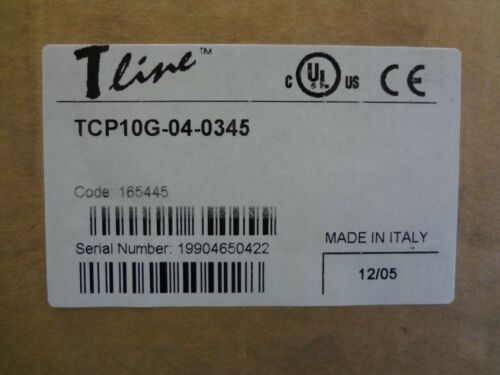 Tline™
c UL us CE
TCP10G-04-0345
Code: 165445
Serial Number: 19904650422
MADE IN ITALY
12/05